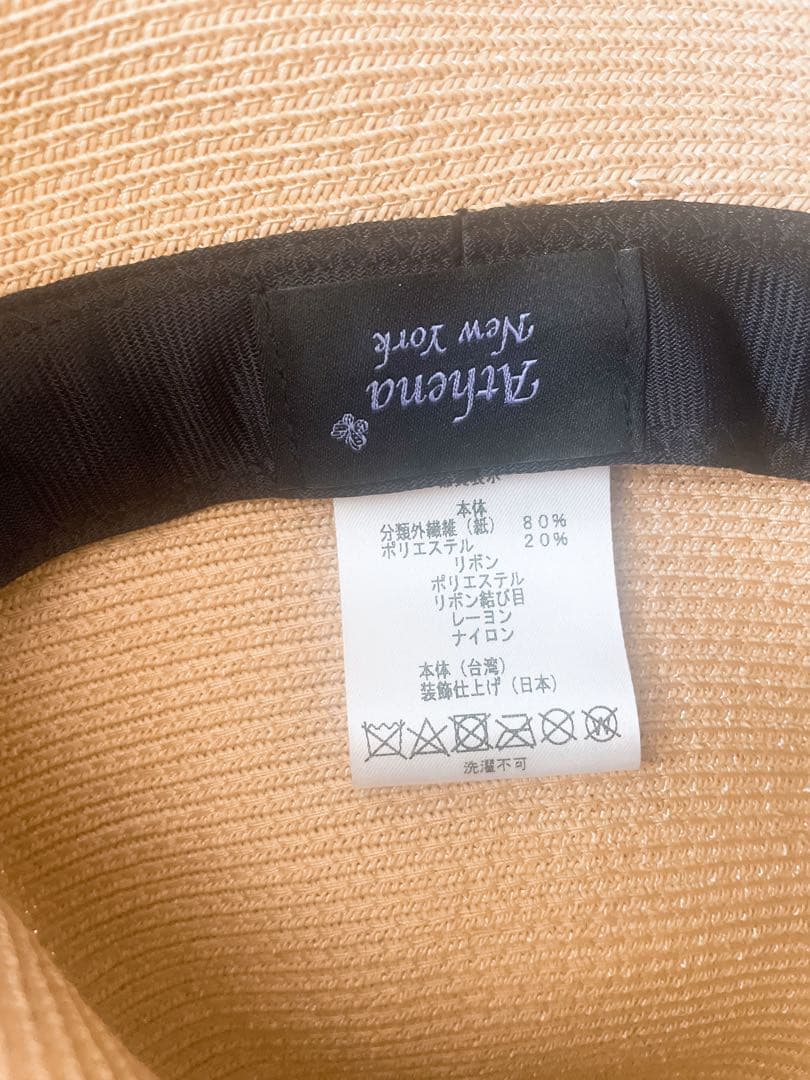 Athena
New York
本体
分類外繊維（紙） 80%
ポリエステル 20%
リボン
ポリエステル
リボン結び目
レーヨン
ナイロン
本体（台湾）
装飾仕上げ（日本）
W
洗濯不可